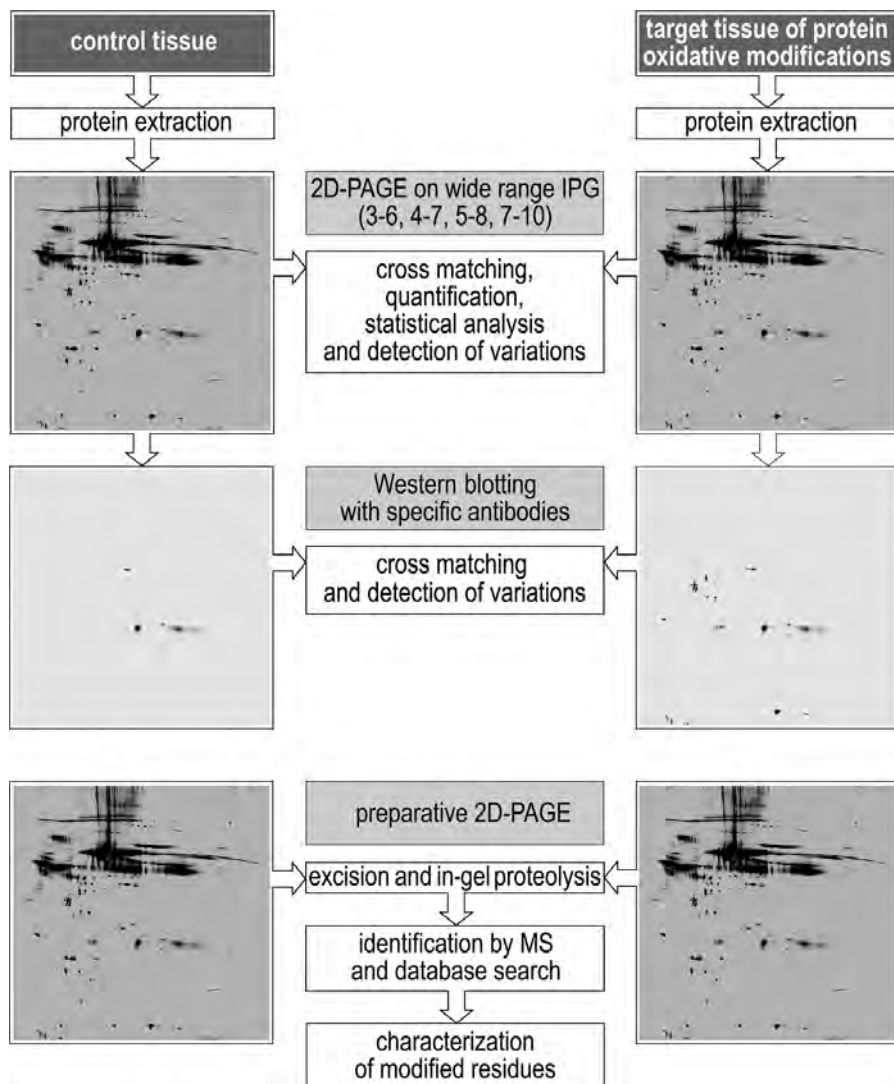 control tissue
target tissue of protein
oxidative modifications
protein extraction
protein extraction
2D-PAGE on wide range IPG
(3-6, 4-7, 5-8, 7-10)
cross matching,
quantification,
statistical analysis
and detection of variations
Western blotting
with specific antibodies
cross matching
and detection of variations
preparative 2D-PAGE
excision and in-gel proteolysis
identification by MS
and database search
characterization
of modified residues